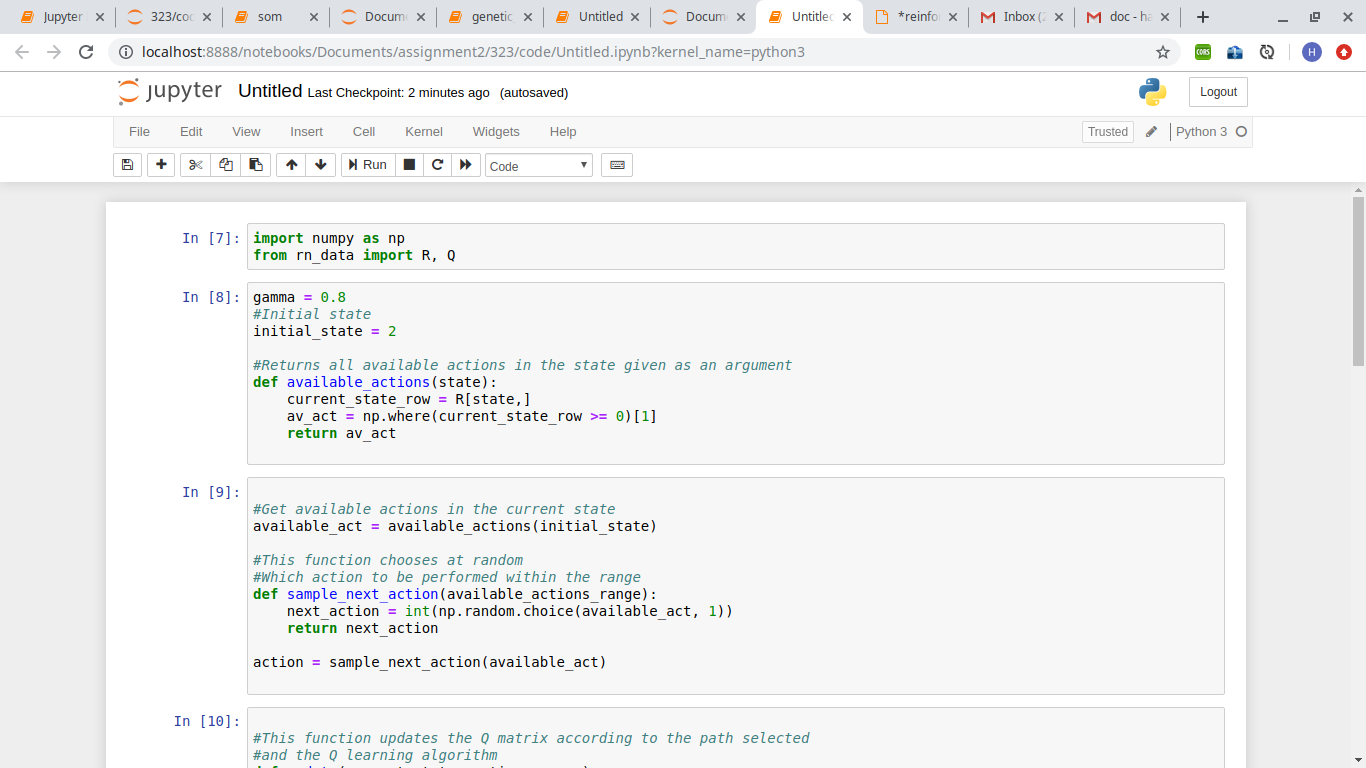 Jupyter
323/coc
som
Docum
genetic
Untitled
Docum
Untitled
*reinfo
Inbox (2
doc - ha
localhost:8888/notebooks/Documents/assignment2/323/code/Untitled.ipynb?kernel_name=python3
CORS
H
jupyter Untitled Last Checkpoint: 2 minutes ago (autosaved)
Logout
File Edit View Insert Cell Kernel Widgets Help
Trusted Python 3
Run Code
In [7]:
import numpy as np
from rn_data import R, Q
In [8]:
gamma = 0.8
#Initial state
initial_state = 2
#Returns all available actions in the state given as an argument
def available_actions(state):
current_state_row = R[state,]
av_act = np.where(current_state_row >= 0)[1]
return av_act
In [9]:
#Get available actions in the current state
available_act = available_actions(initial_state)
#This function chooses at random
#Which action to be performed within the range
def sample_next_action(available_actions_range):
next_action = int(np.random.choice(available_act, 1))
return next_action
action = sample_next_action(available_act)
In [10]:
#This function updates the Q matrix according to the path selected
#and the Q learning algorithm